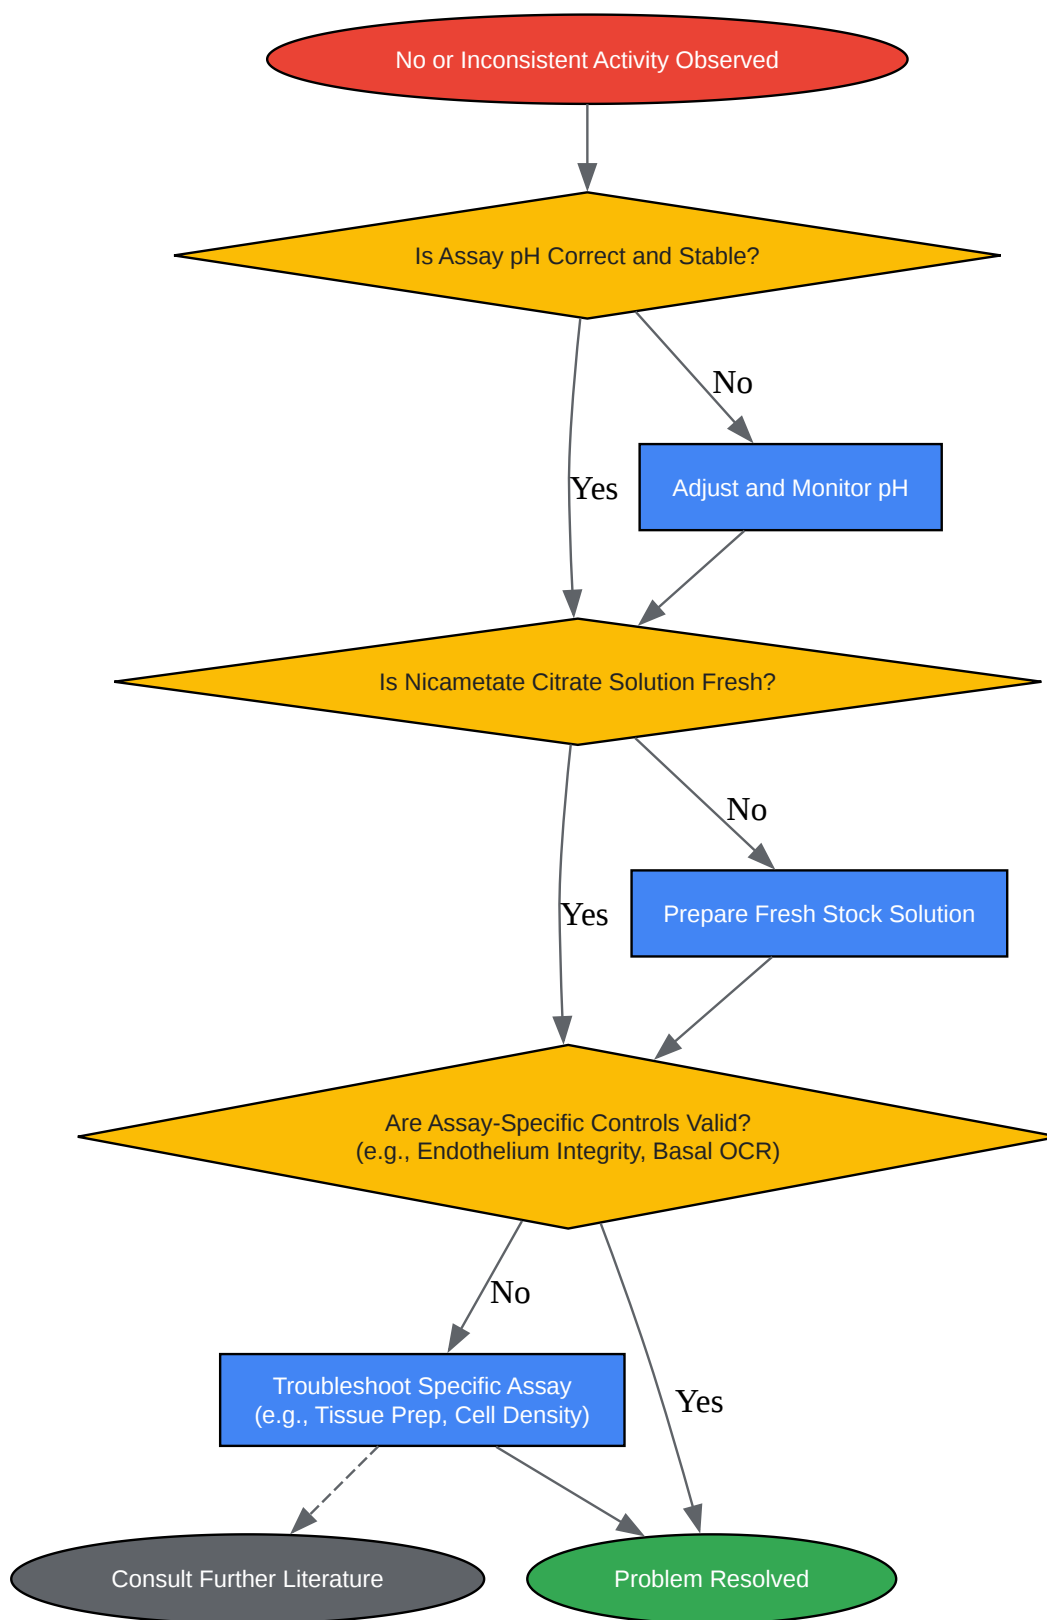 No or Inconsistent Activity Observed
Is Assay pH Correct and Stable?
No
Yes
Adjust and Monitor pH
Is Nicametate Citrate Solution Fresh?
No
Yes
Prepare Fresh Stock Solution
Are Assay-Specific Controls Valid?
(e.g., Endothelium Integrity, Basal OCR)
No
Troubleshoot Specific Assay
(e.g., Tissue Prep, Cell Density)
Yes
Consult Further Literature
Problem Resolved